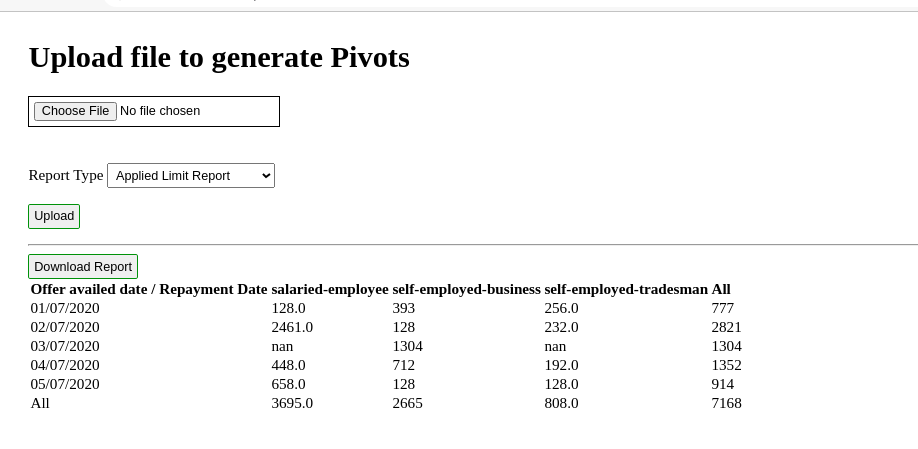 Upload file to generate Pivots
Choose File No file chosen
Report Type Applied Limit Report
Upload
Download Report
Offer availed date / Repayment Date salaried-employee self-employed-business self-employed-tradesman All
01/07/2020 128.0 393 256.0 777
02/07/2020 2461.0 128 232.0 2821
03/07/2020 nan 1304 nan 1304
04/07/2020 448.0 712 192.0 1352
05/07/2020 658.0 128 128.0 914
All 3695.0 2665 808.0 7168